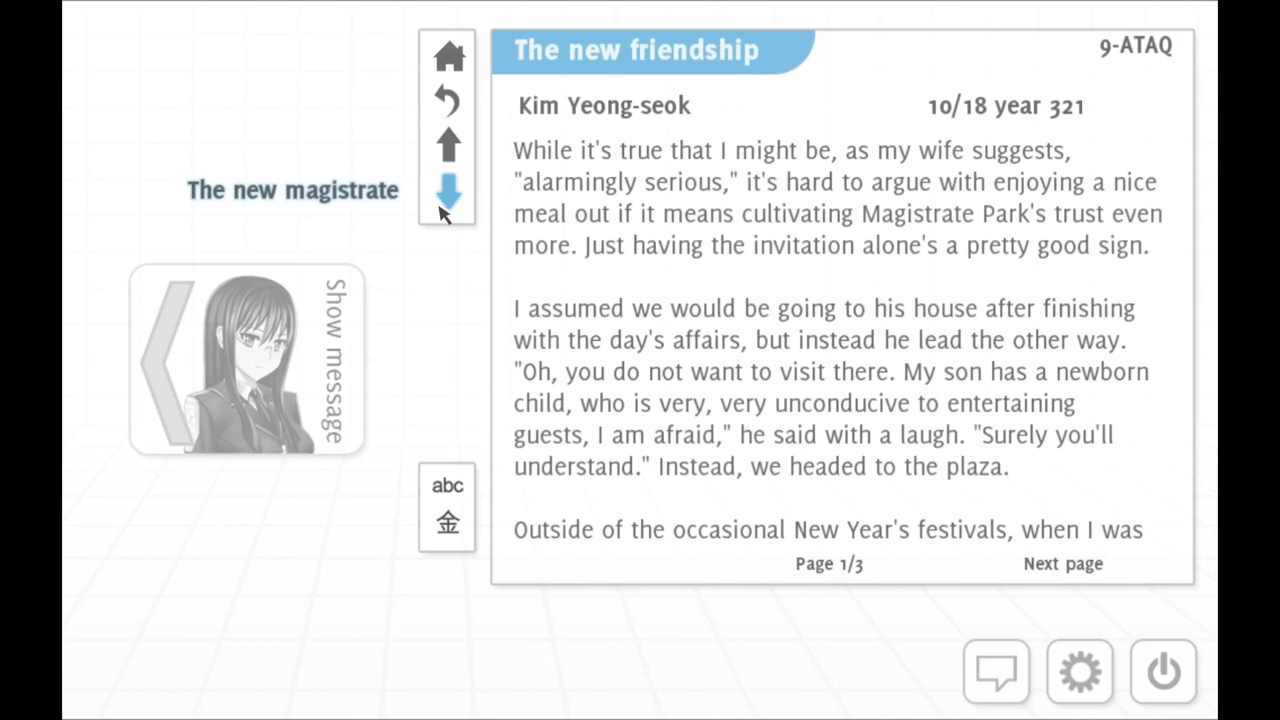 The new friendship
9-ATAQ
Kim Yeong-seok
10/18 year 321
While it's true that I might be, as my wife suggests,
"alarmingly serious," it's hard to argue with enjoying a nice
meal out if it means cultivating Magistrate Park's trust even
more. Just having the invitation alone's a pretty good sign.
I assumed we would be going to his house after finishing
with the day's affairs, but instead he lead the other way.
"Oh, you do not want to visit there. My son has a newborn
child, who is very, very unconducive to entertaining
guests, I am afraid," he said with a laugh. "Surely you'll
understand." Instead, we headed to the plaza.
Outside of the occasional New Year's festivals, when I was
Page 1/3
Next page
The new magistrate
Show message
abc
金